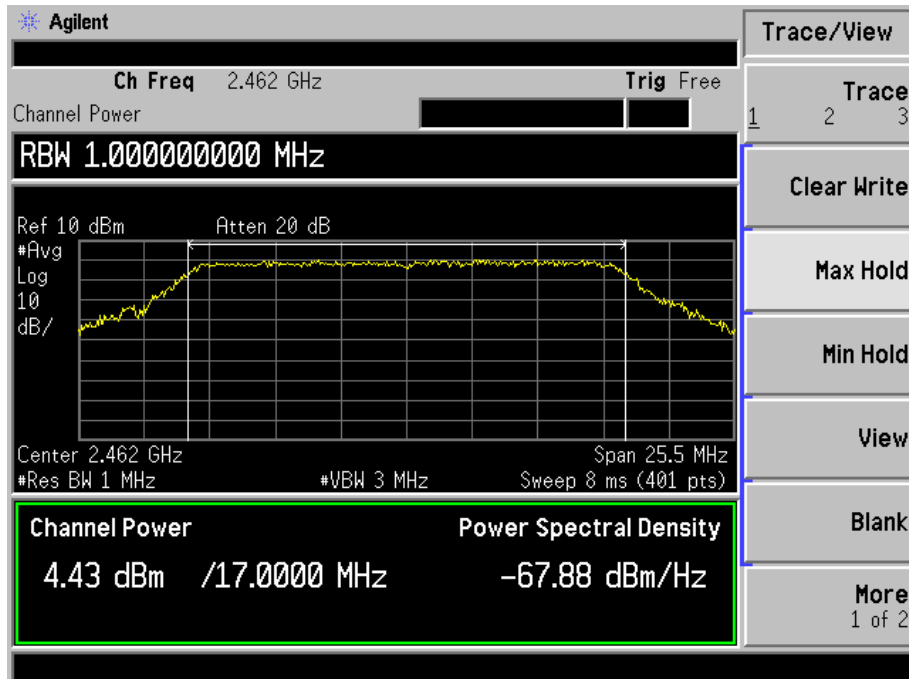 Agilent
Trace/View
Ch Freq 2.462 GHz Trig Free
Channel Power
Trace
1 2 3
RBW 1.000000000 MHz
Clear Write
Ref 10 dBm Atten 20 dB
#Avg
Log
10
dB/
Max Hold
Min Hold
View
Center 2.462 GHz Span 25.5 MHz
#Res BW 1 MHz #VBW 3 MHz Sweep 8 ms (401 pts)
Blank
Channel Power Power Spectral Density
4.43 dBm /17.0000 MHz -67.88 dBm/Hz
More
1 of 2